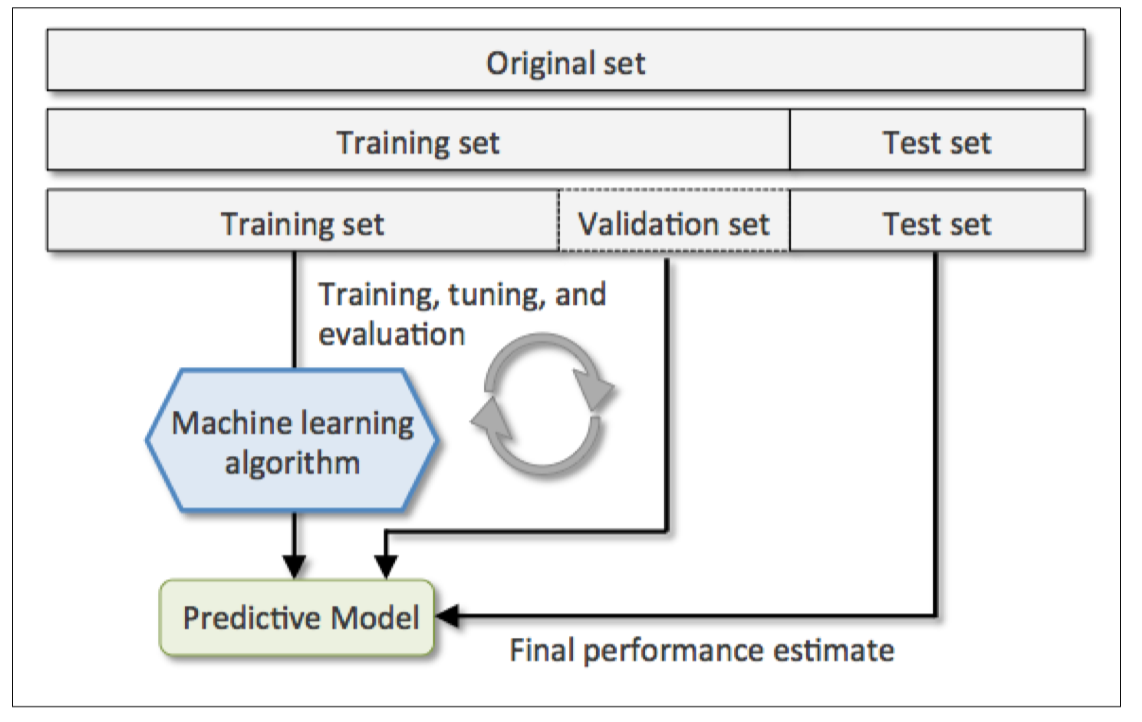 Original set
Training set
Test set
Training set
Validation set
Test set
Training, tuning, and
evaluation
Machine learning
algorithm
Predictive Model
Final performance estimate